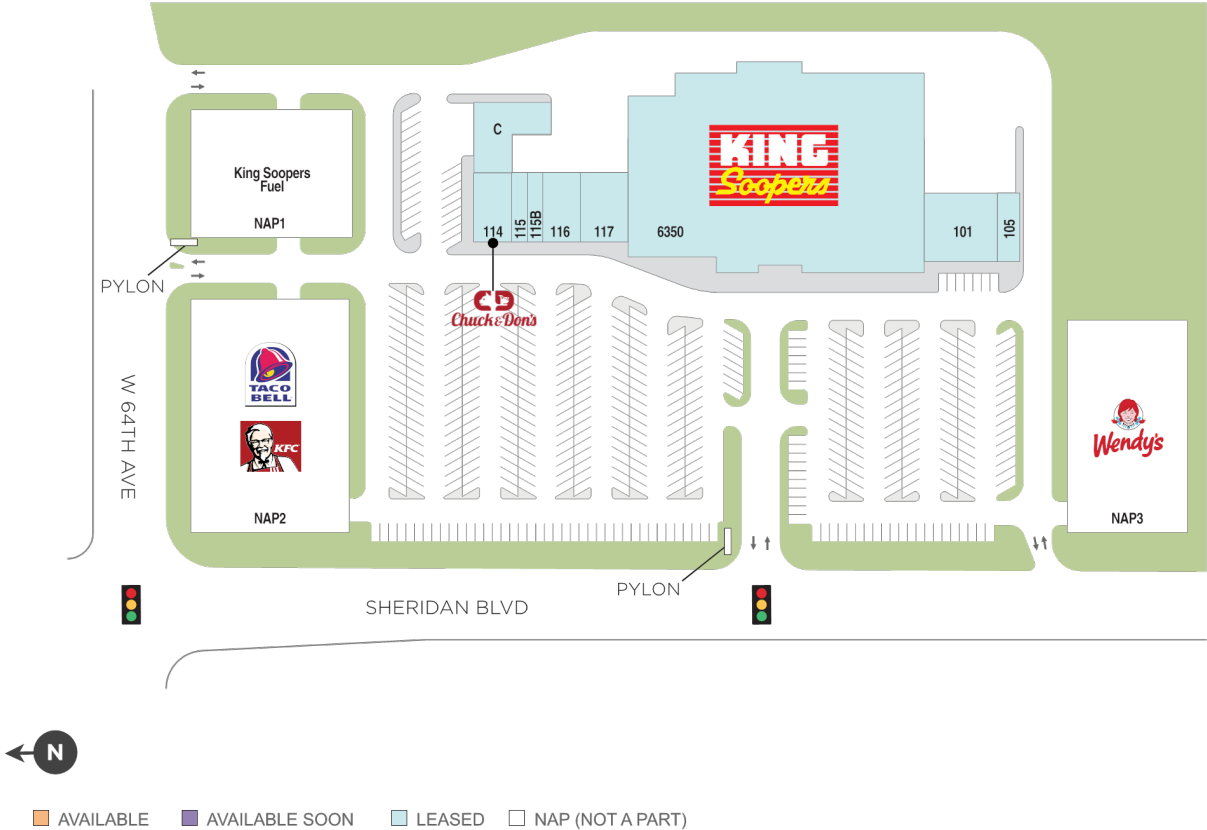 C
KING
Soopers
King Soopers
Fuel
NAP1
114
115
115B
116
117
6350
101
105
PYLON
Chuck & Don's
TACO
BELL
KFC
W 64TH AVE
Wendy's
NAP2
NAP3
PYLON
SHERIDAN BLVD
N
AVAILABLE
AVAILABLE SOON
LEASED
NAP (NOT A PART)